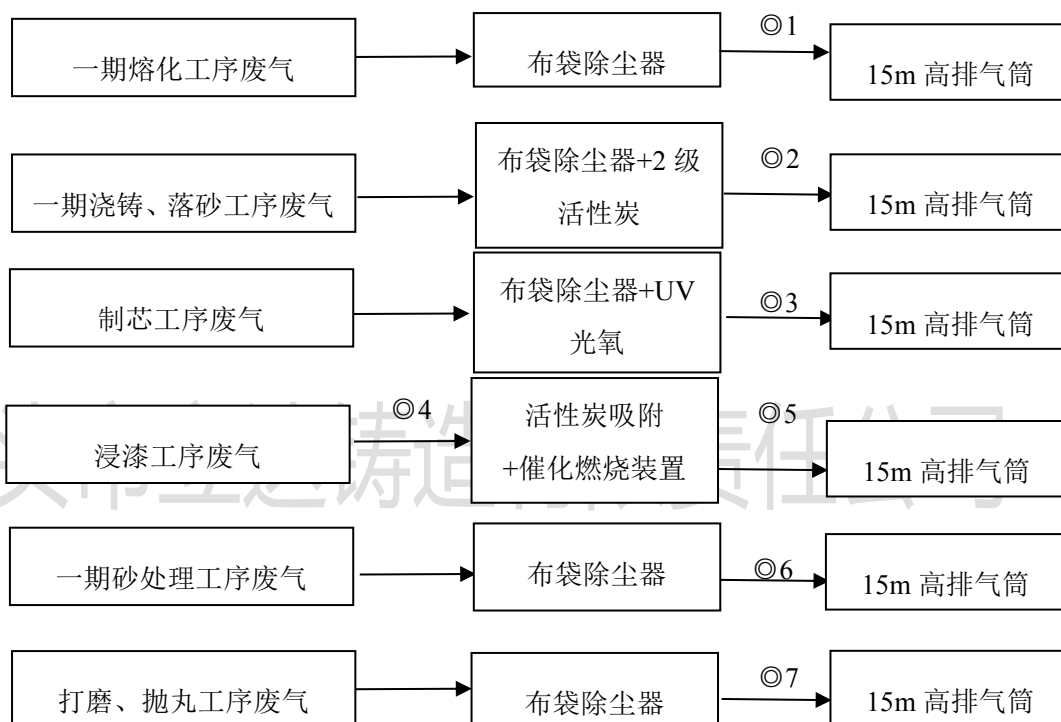 ◎1
一期熔化工序废气
布袋除尘器
15m 高排气筒
布袋除尘器+2 级
活性炭
◎2
一期浇铸、落砂工序废气
15m 高排气筒
布袋除尘器+UV
光氧
◎3
制芯工序废气
15m 高排气筒
◎4
活性炭吸附
+催化燃烧装置
◎5
浸漆工序废气
15m 高排气筒
一期砂处理工序废气
布袋除尘器
◎6
15m 高排气筒
打磨、抛丸工序废气
布袋除尘器
◎7
15m 高排气筒
铸造
责任公司